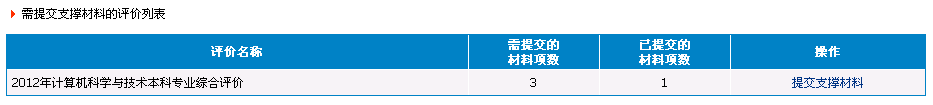 需提交支撑材料的评价列表
评价名称 需提交的材料项数 已提交的材料项数 操作
2012年计算机科学与技术本科专业综合评价 3 1 提交支撑材料